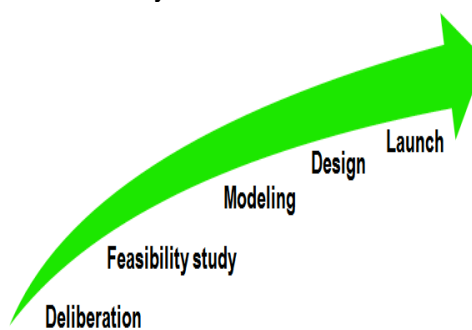 Deliberation
Feasibility study
Modeling
Design
Launch